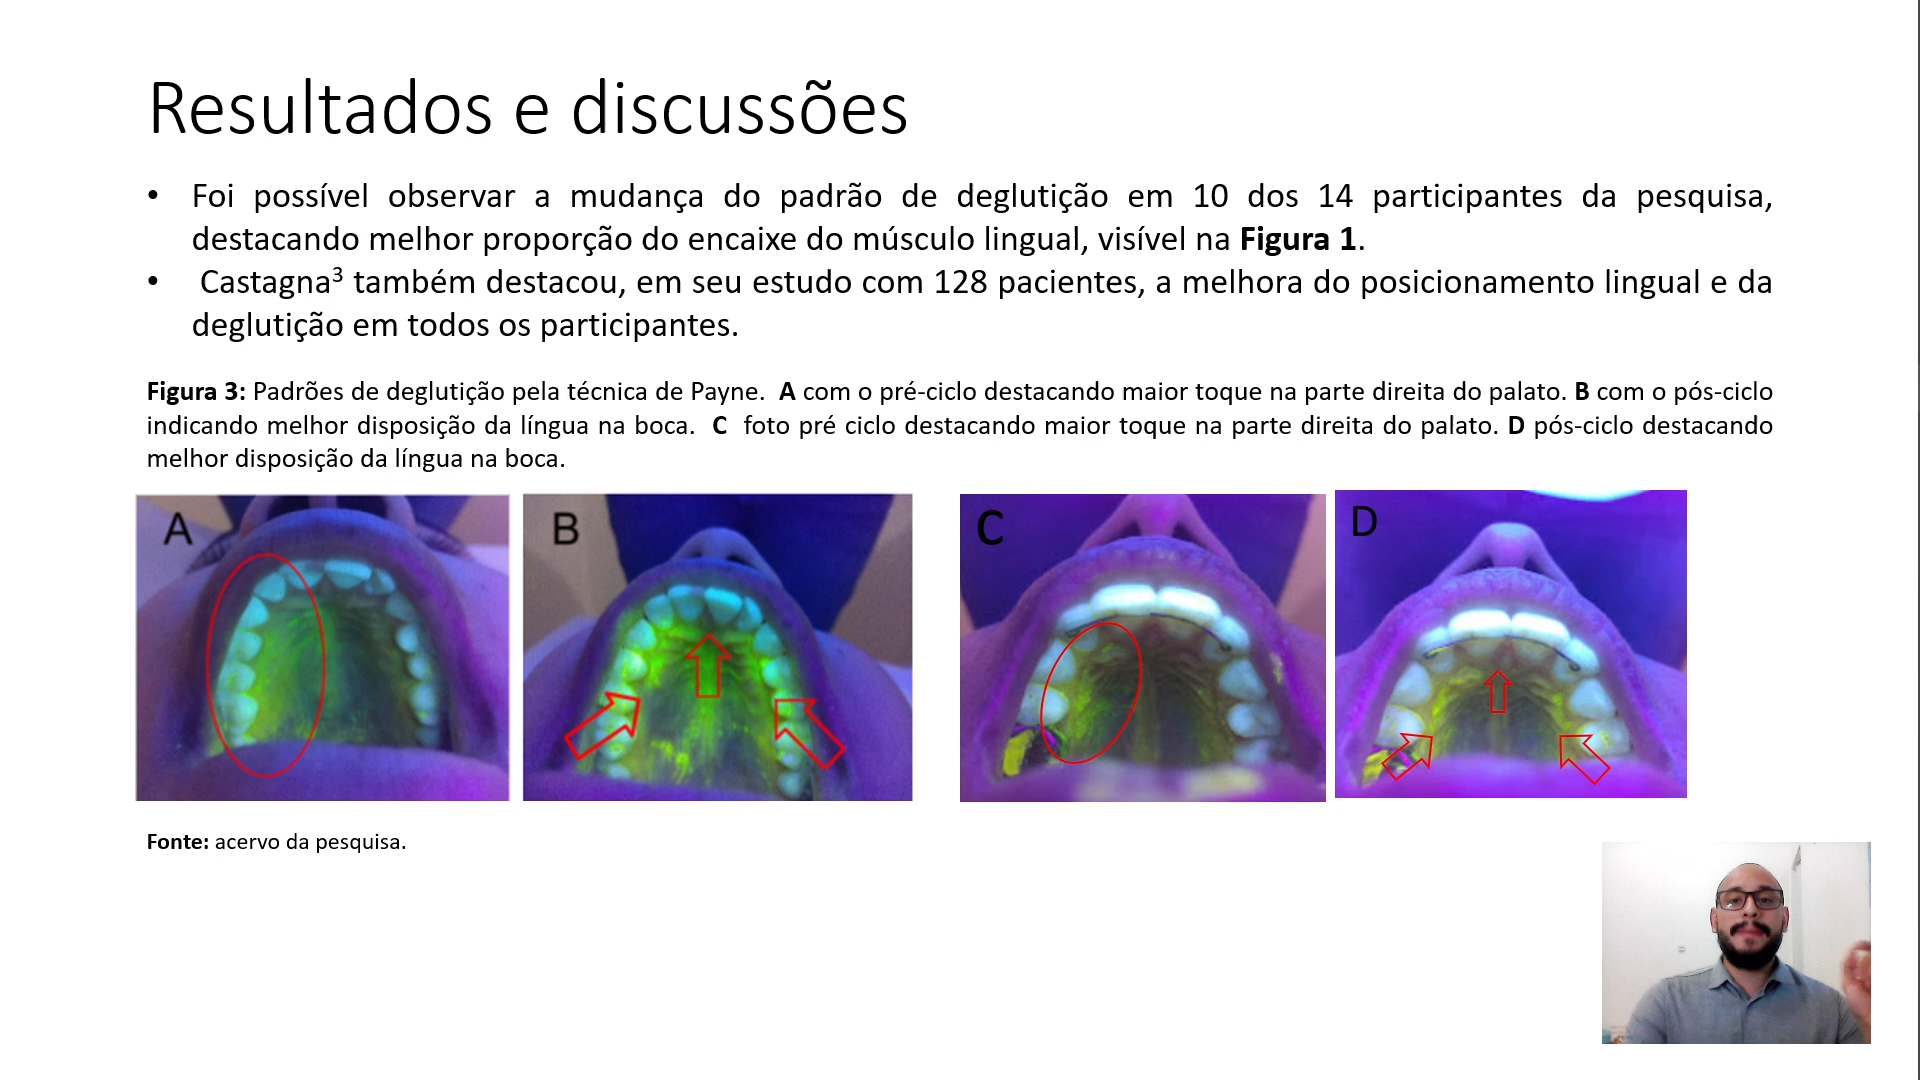 Resultados e discussões
• Foi possível observar a mudança do padrão de deglutição em 10 dos 14 participantes da pesquisa,
destacando melhor proporção do encaixe do músculo lingual, visível na Figura 1.
• Castagna³ também destacou, em seu estudo com 128 pacientes, a melhora do posicionamento lingual e da
deglutição em todos os participantes.
Figura 3: Padrões de deglutição pela técnica de Payne. A com o pré-ciclo destacando maior toque na parte direita do palato. B com o pós-ciclo
indicando melhor disposição da língua na boca. C foto pré ciclo destacando maior toque na parte direita do palato. D pós-ciclo destacando
melhor disposição da língua na boca.
A
B
C
D
Fonte: acervo da pesquisa.